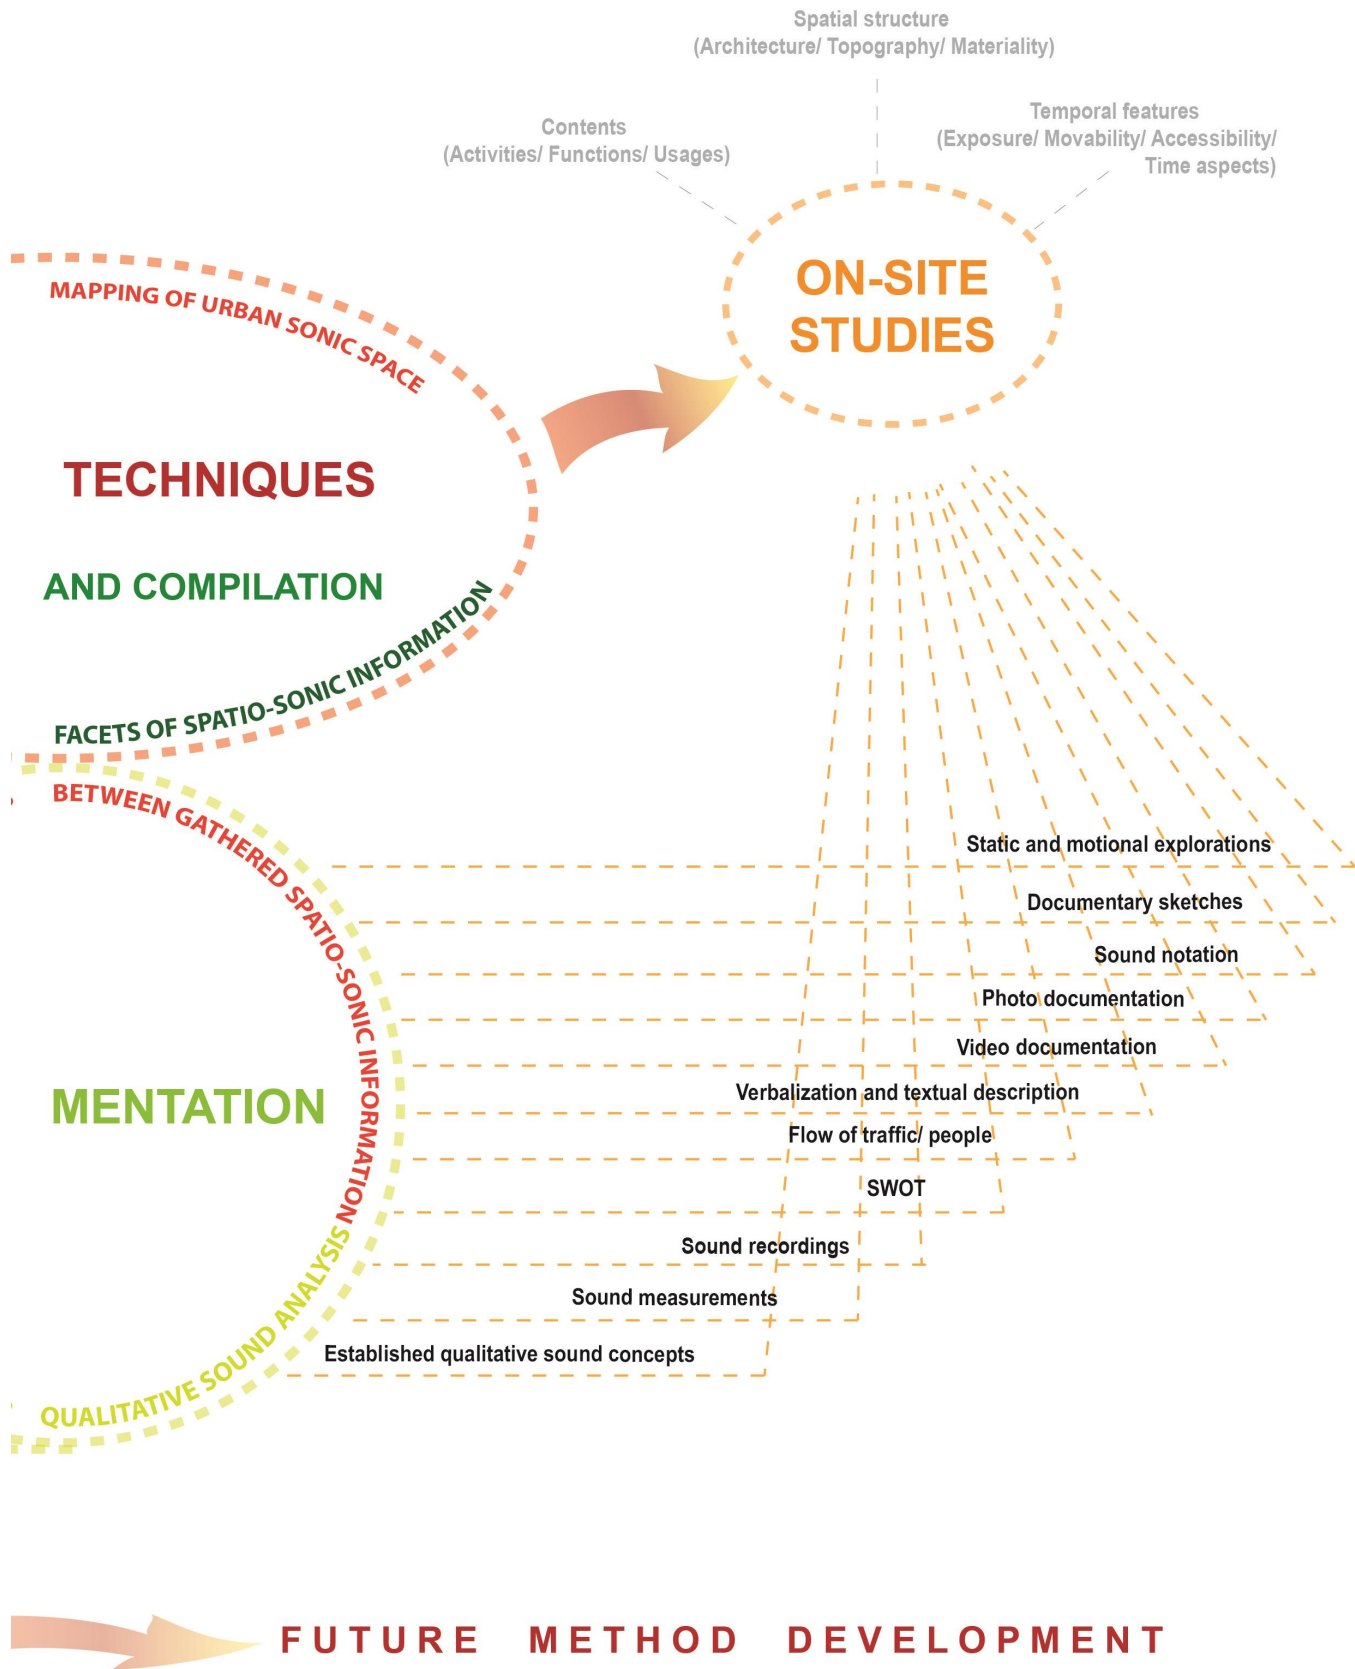 Spatial structure
(Architecture/ Topography/ Materiality)
Contents
(Activities/ Functions/ Usages)
Temporal features
(Exposure/ Movability/ Accessibility/
Time aspects)
ON-SITE
STUDIES
MAPPING OF URBAN SONIC SPACE
TECHNIQUES
AND COMPILATION
FACETS OF SPATIO-SONIC INFORMATION
BETWEEN GATHERED SPATIO-SONIC INFORMATION
MENTATION
QUALITATIVE SOUND ANALYSIS
Static and motional explorations
Documentary sketches
Sound notation
Photo documentation
Video documentation
Verbalization and textual description
Flow of traffic/ people
SWOT
Sound recordings
Sound measurements
Established qualitative sound concepts
FUTURE METHOD DEVELOPMENT